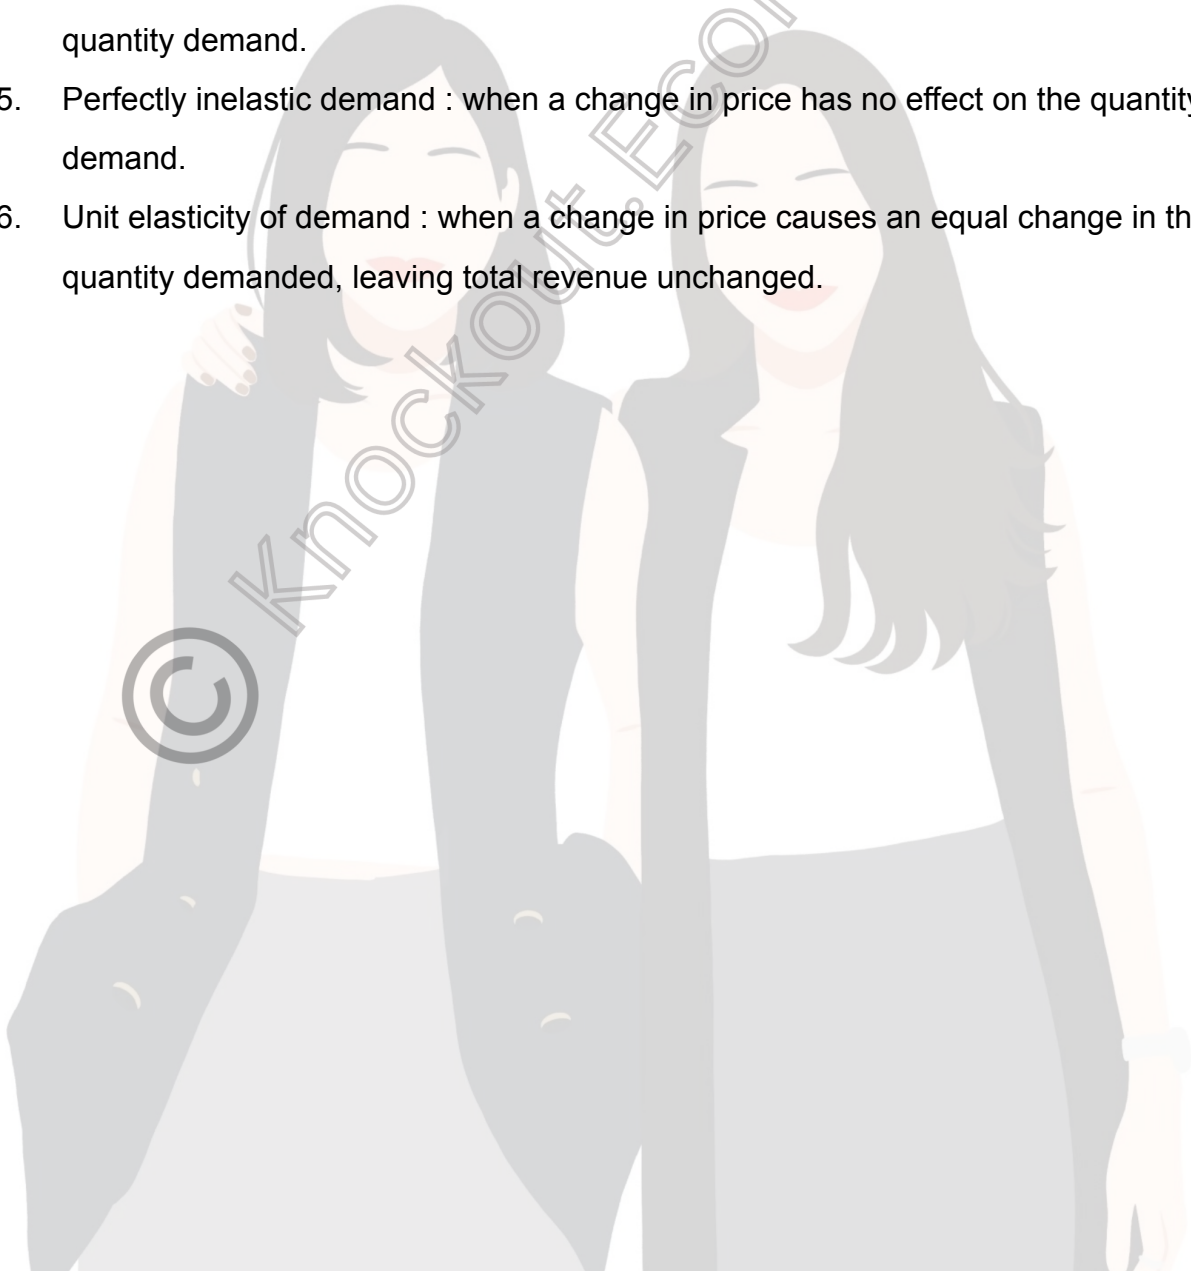 quantity demand.
5. Perfectly inelastic demand : when a change in price has no effect on the quantity
demand.
6. Unit elasticity of demand : when a change in price causes an equal change in th
quantity demanded, leaving total revenue unchanged.
© Knockout.Econ